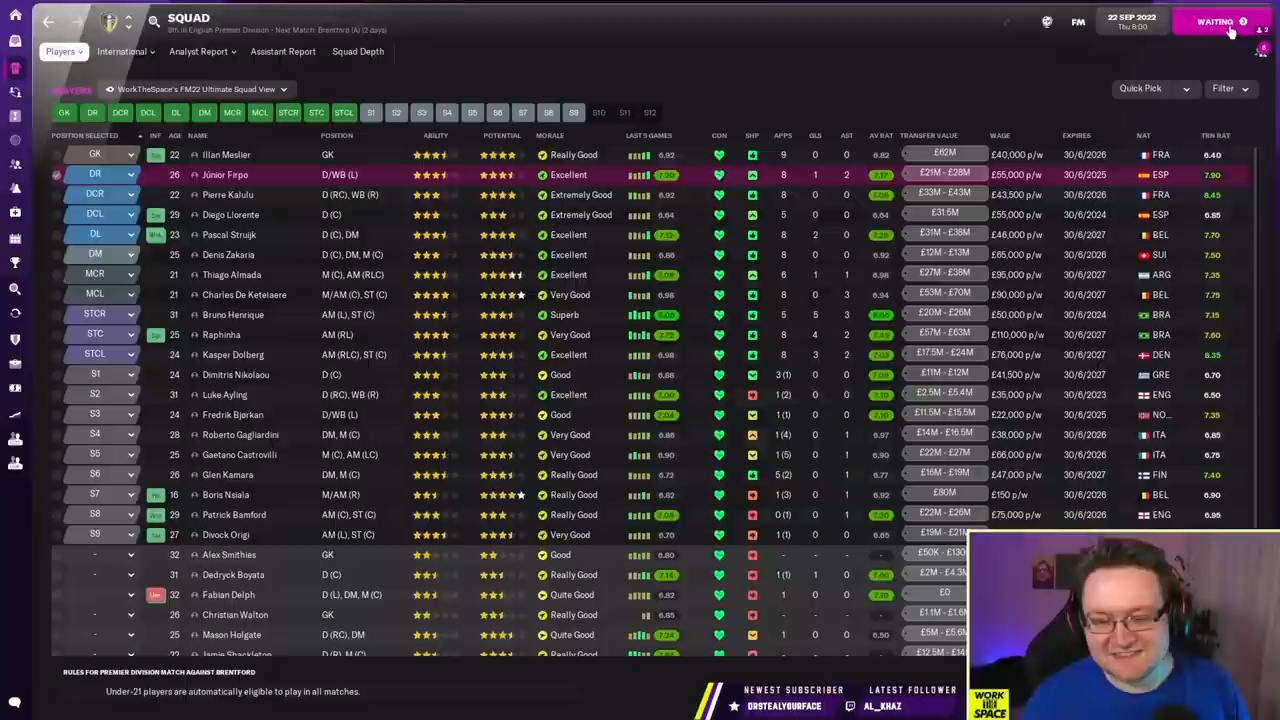 SQUAD
8th in English Premier Division - Next Match: Brentford (A) (2 days)
FM
22 SEP 2022
Thu 8:00
WAITING
2
Players
International
Analyst Report
Assistant Report
Squad Depth
6
PLAYERS
WorkTheSpace's FM22 Ultimate Squad View
Quick Pick
Filter
GK DR DCR DCL DL DM MCR MCL STCR STC STCL S1 S2 S3 S4 S5 S6 S7 S8 S9 S10 S11 S12
POSITION SELECTED INF AGE NAME POSITION ABILITY POTENTIAL MORALE LAST 5 GAMES CON SHP APPS GLS AST AV RAT TRANSFER VALUE WAGE EXPIRES NAT TRN RAT
GK 22 Illan Meslier GK Really Good 6.92 9 0 0 6.82 £62M £40,000 p/w 30/6/2026 FRA 6.40
DR 26 Júnior Firpo D/WB (L) Excellent 7.20 8 1 2 7.17 £21M - £28M £55,000 p/w 30/6/2025 ESP 7.90
DCR 22 Pierre Kalulu D (RC), WB (R) Extremely Good 6.92 8 0 0 £33M - £43M £43,500 p/w 30/6/2026 FRA 8.45
DCL 29 Diego Llorente D (C) Extremely Good 6.64 5 0 0 6.64 £31.5M £55,000 p/w 30/6/2024 ESP 6.85
DL 23 Pascal Struijk D (C), DM Excellent 7.12 8 2 0 £31M - £38M £46,000 p/w 30/6/2027 BEL 7.70
DM 25 Denis Zakaria D (C), DM, M (C) Excellent 6.86 8 0 0 6.92 £12M - £13M £65,000 p/w 30/6/2026 SUI 7.50
MCR 21 Thiago Almada M (C), AM (RLC) Excellent 6 1 1 6.98 £27M - £38M £95,000 p/w 30/6/2027 ARG 7.35
MCL 21 Charles De Ketelaere M/AM (C), ST (C) Very Good 6.98 8 0 3 6.94 £53M - £70M £90,000 p/w 30/6/2027 BEL 7.75
STCR 31 Bruno Henrique AM (L), ST (C) Superb 5 5 3 £20M - £26M £50,000 p/w 30/6/2024 BRA 7.15
STC 25 Raphinha AM (RL) Very Good 7.72 8 4 2 £57M - £63M £110,000 p/w 30/6/2027 BRA 7.60
STCL 24 Kasper Dolberg AM (RLC), ST (C) Excellent 6.98 8 3 2 £17.5M - £24M £76,000 p/w 30/6/2027 DEN 8.35
S1 24 Dimitris Nikolaou D (C) Good 6.88 3 (1) 0 0 £11M - £12M £41,500 p/w 30/6/2026 GRE 6.70
S2 31 Luke Ayling D (RC), WB (R) Excellent 7.00 1 (2) 0 0 7.10 £2.5M - £5.4M £35,000 p/w 30/6/2023 ENG 6.50
S3 24 Fredrik Bjørkan D/WB (L) Good 7.04 1 (1) 0 0 7.10 £11.5M - £15.5M £22,000 p/w 30/6/2025 NO... 7.35
S4 28 Roberto Gagliardini DM, M (C) Very Good 6.86 1 (4) 0 1 6.97 £14M - £16.5M £38,000 p/w 30/6/2026 ITA 6.85
S5 25 Gaetano Castrovilli M (C), AM (LC) Very Good 6.90 1 (5) 0 1 6.90 £22M - £27M £66,000 p/w 30/6/2026 ITA 6.75
S6 26 Glen Kamara DM, M (C) Really Good 6.72 5 (2) 0 1 6.77 £16M - £19M £47,000 p/w 30/6/2027 FIN 7.40
S7 16 Boris Nsiala M/AM (R) Really Good 6.82 1 (3) 0 1 6.92 £80M £150 p/w 30/6/2026 BEL 6.90
S8 29 Patrick Bamford AM (C), ST (C) Really Good 0 (1) 0 1 £22M - £26M £75,000 p/w 30/6/2026 ENG 6.95
S9 27 Divock Origi AM (L), ST (C) Very Good 6.70 1 (1) 0 0 6.65 £19M - £21M
- 32 Alex Smithies GK Good 6.80 - - - - £50K - £130
- 31 Dedryck Boyata D (C) Really Good 7.14 1 (1) 1 0 £2M - £4.3
- 32 Fabian Delph D (L), DM, M (C) Quite Good 6.82 1 0 0 £0
- 26 Christian Walton GK Really Good 6.85 - - - - £1.1M - £1.6
- 25 Mason Holgate D (RC), DM Quite Good 7.24 1 0 0 6.50 £5M - £5.6M
- 22 Jamie Shackleton D (R), M (C) Really Good £12.5M - £14
RULES FOR PREMIER DIVISION MATCH AGAINST BRENTFORD
Under-21 players are automatically eligible to play in all matches.
NEWEST SUBSCRIBER
DRSTEALYOURFACE
LATEST FOLLOWER
AL_KHAZ
WORK
THE
SPACE